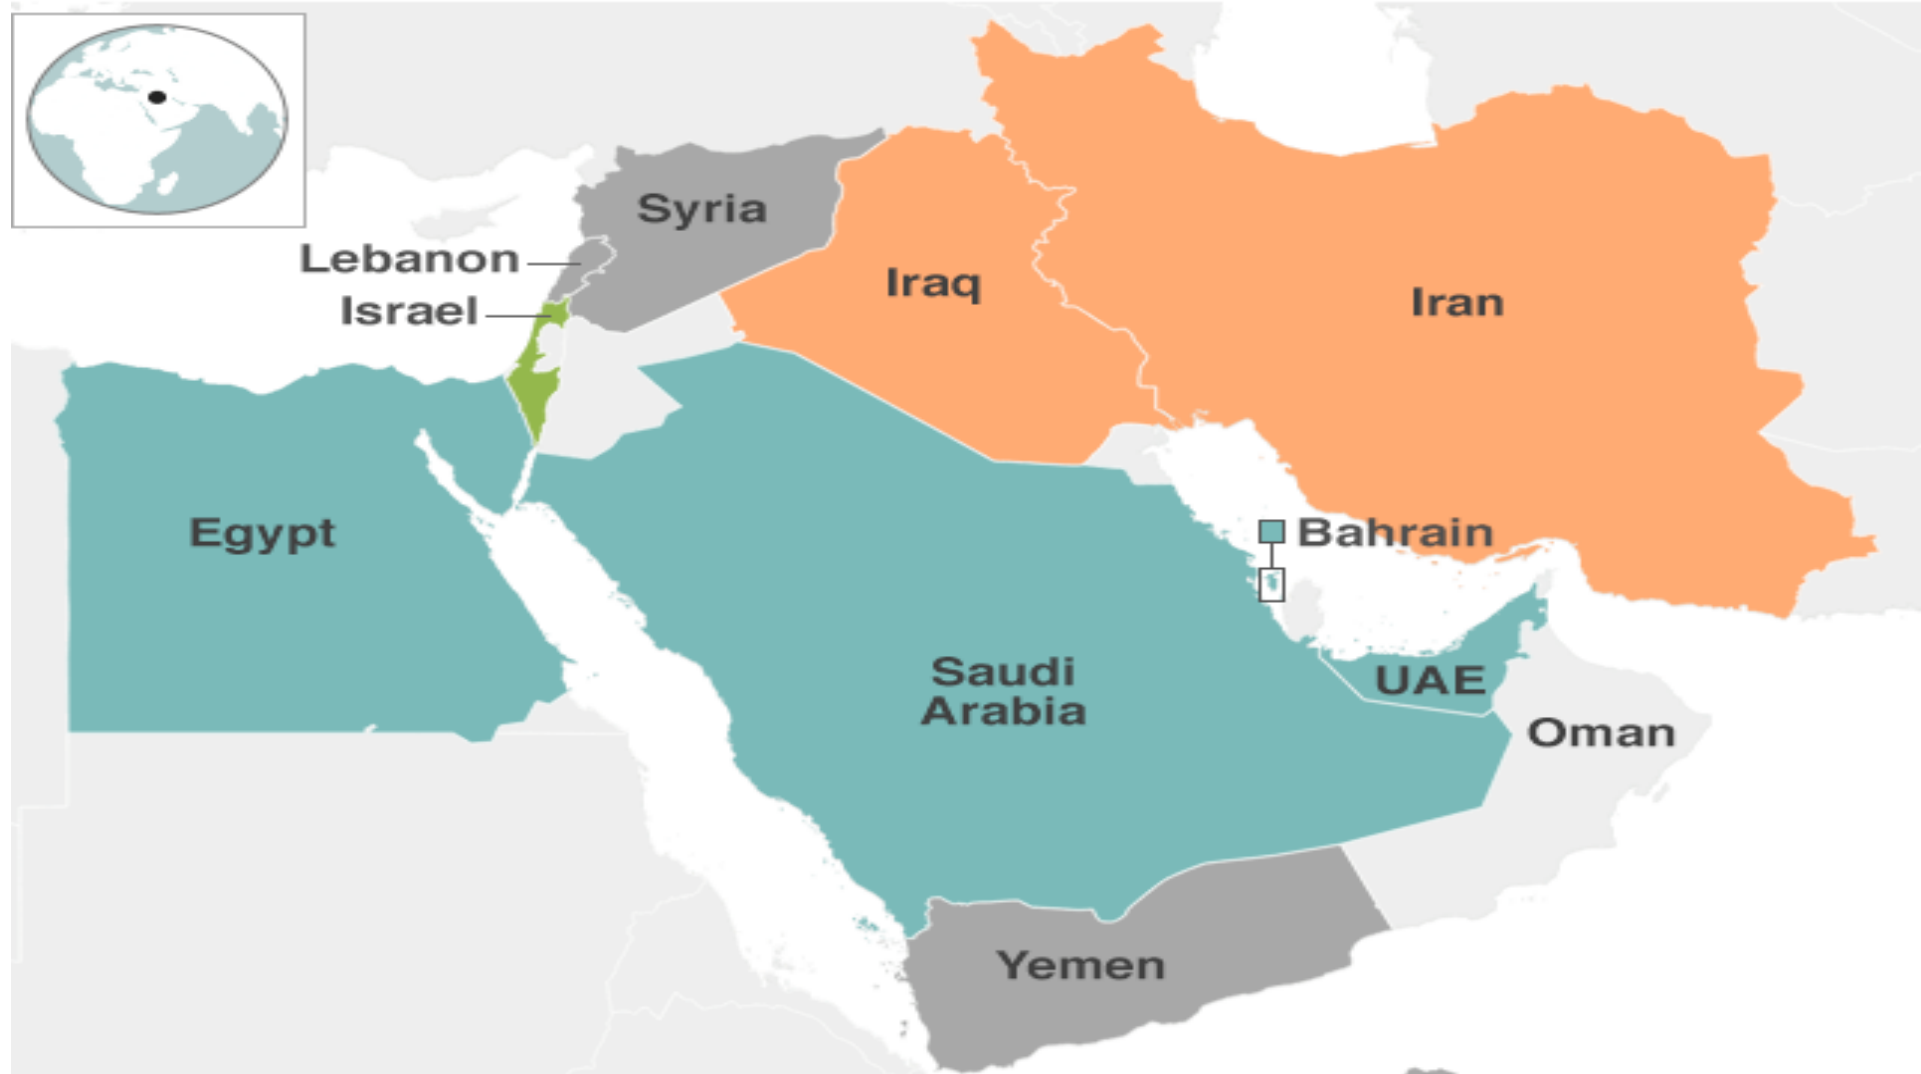 Syria
Lebanon
Israel
Iraq
Iran
Egypt
Bahrain
Saudi
Arabia
UAE
Oman
Yemen